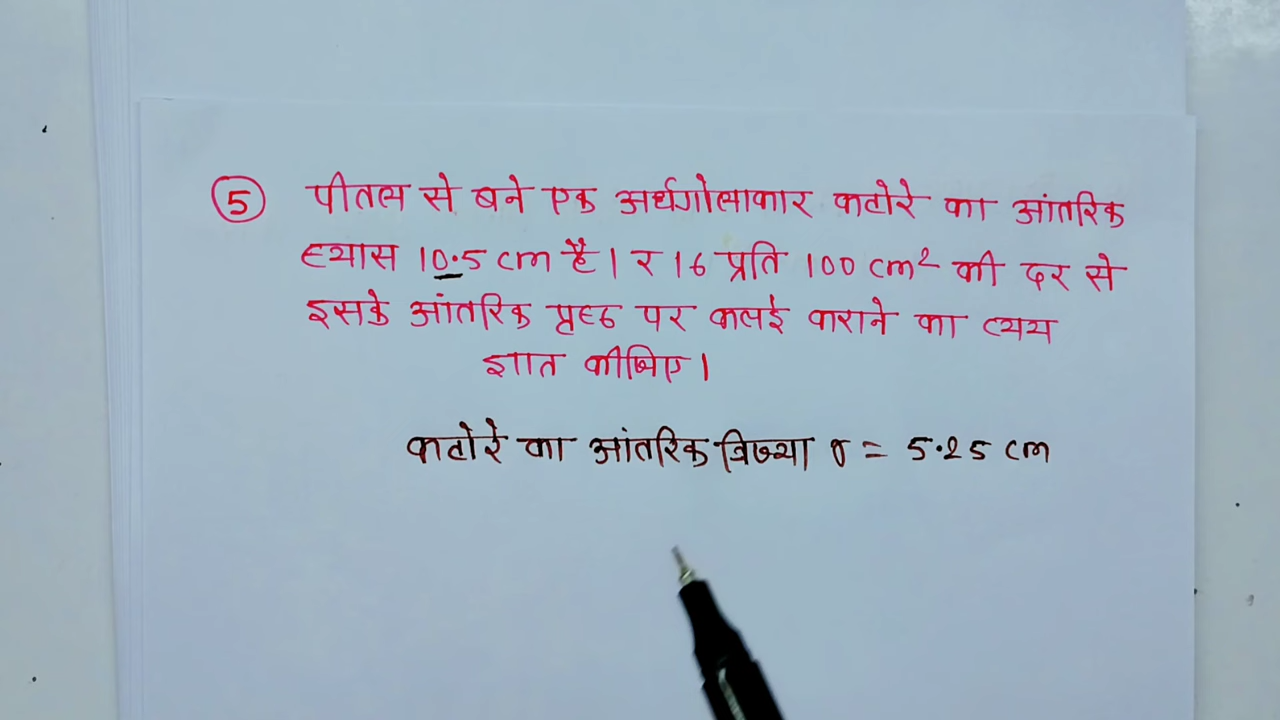 5 पीतल से बने एक अर्धगोलाकार कटोरे का आंतरिक
व्यास 10.5 cm है। ₹ 16 प्रति 100 cm² की दर से
इसके आंतरिक पृष्ठ पर कलई कराने का व्यय
ज्ञात कीजिए।
कटोरे का आंतरिक त्रिज्या r = 5.25 cm